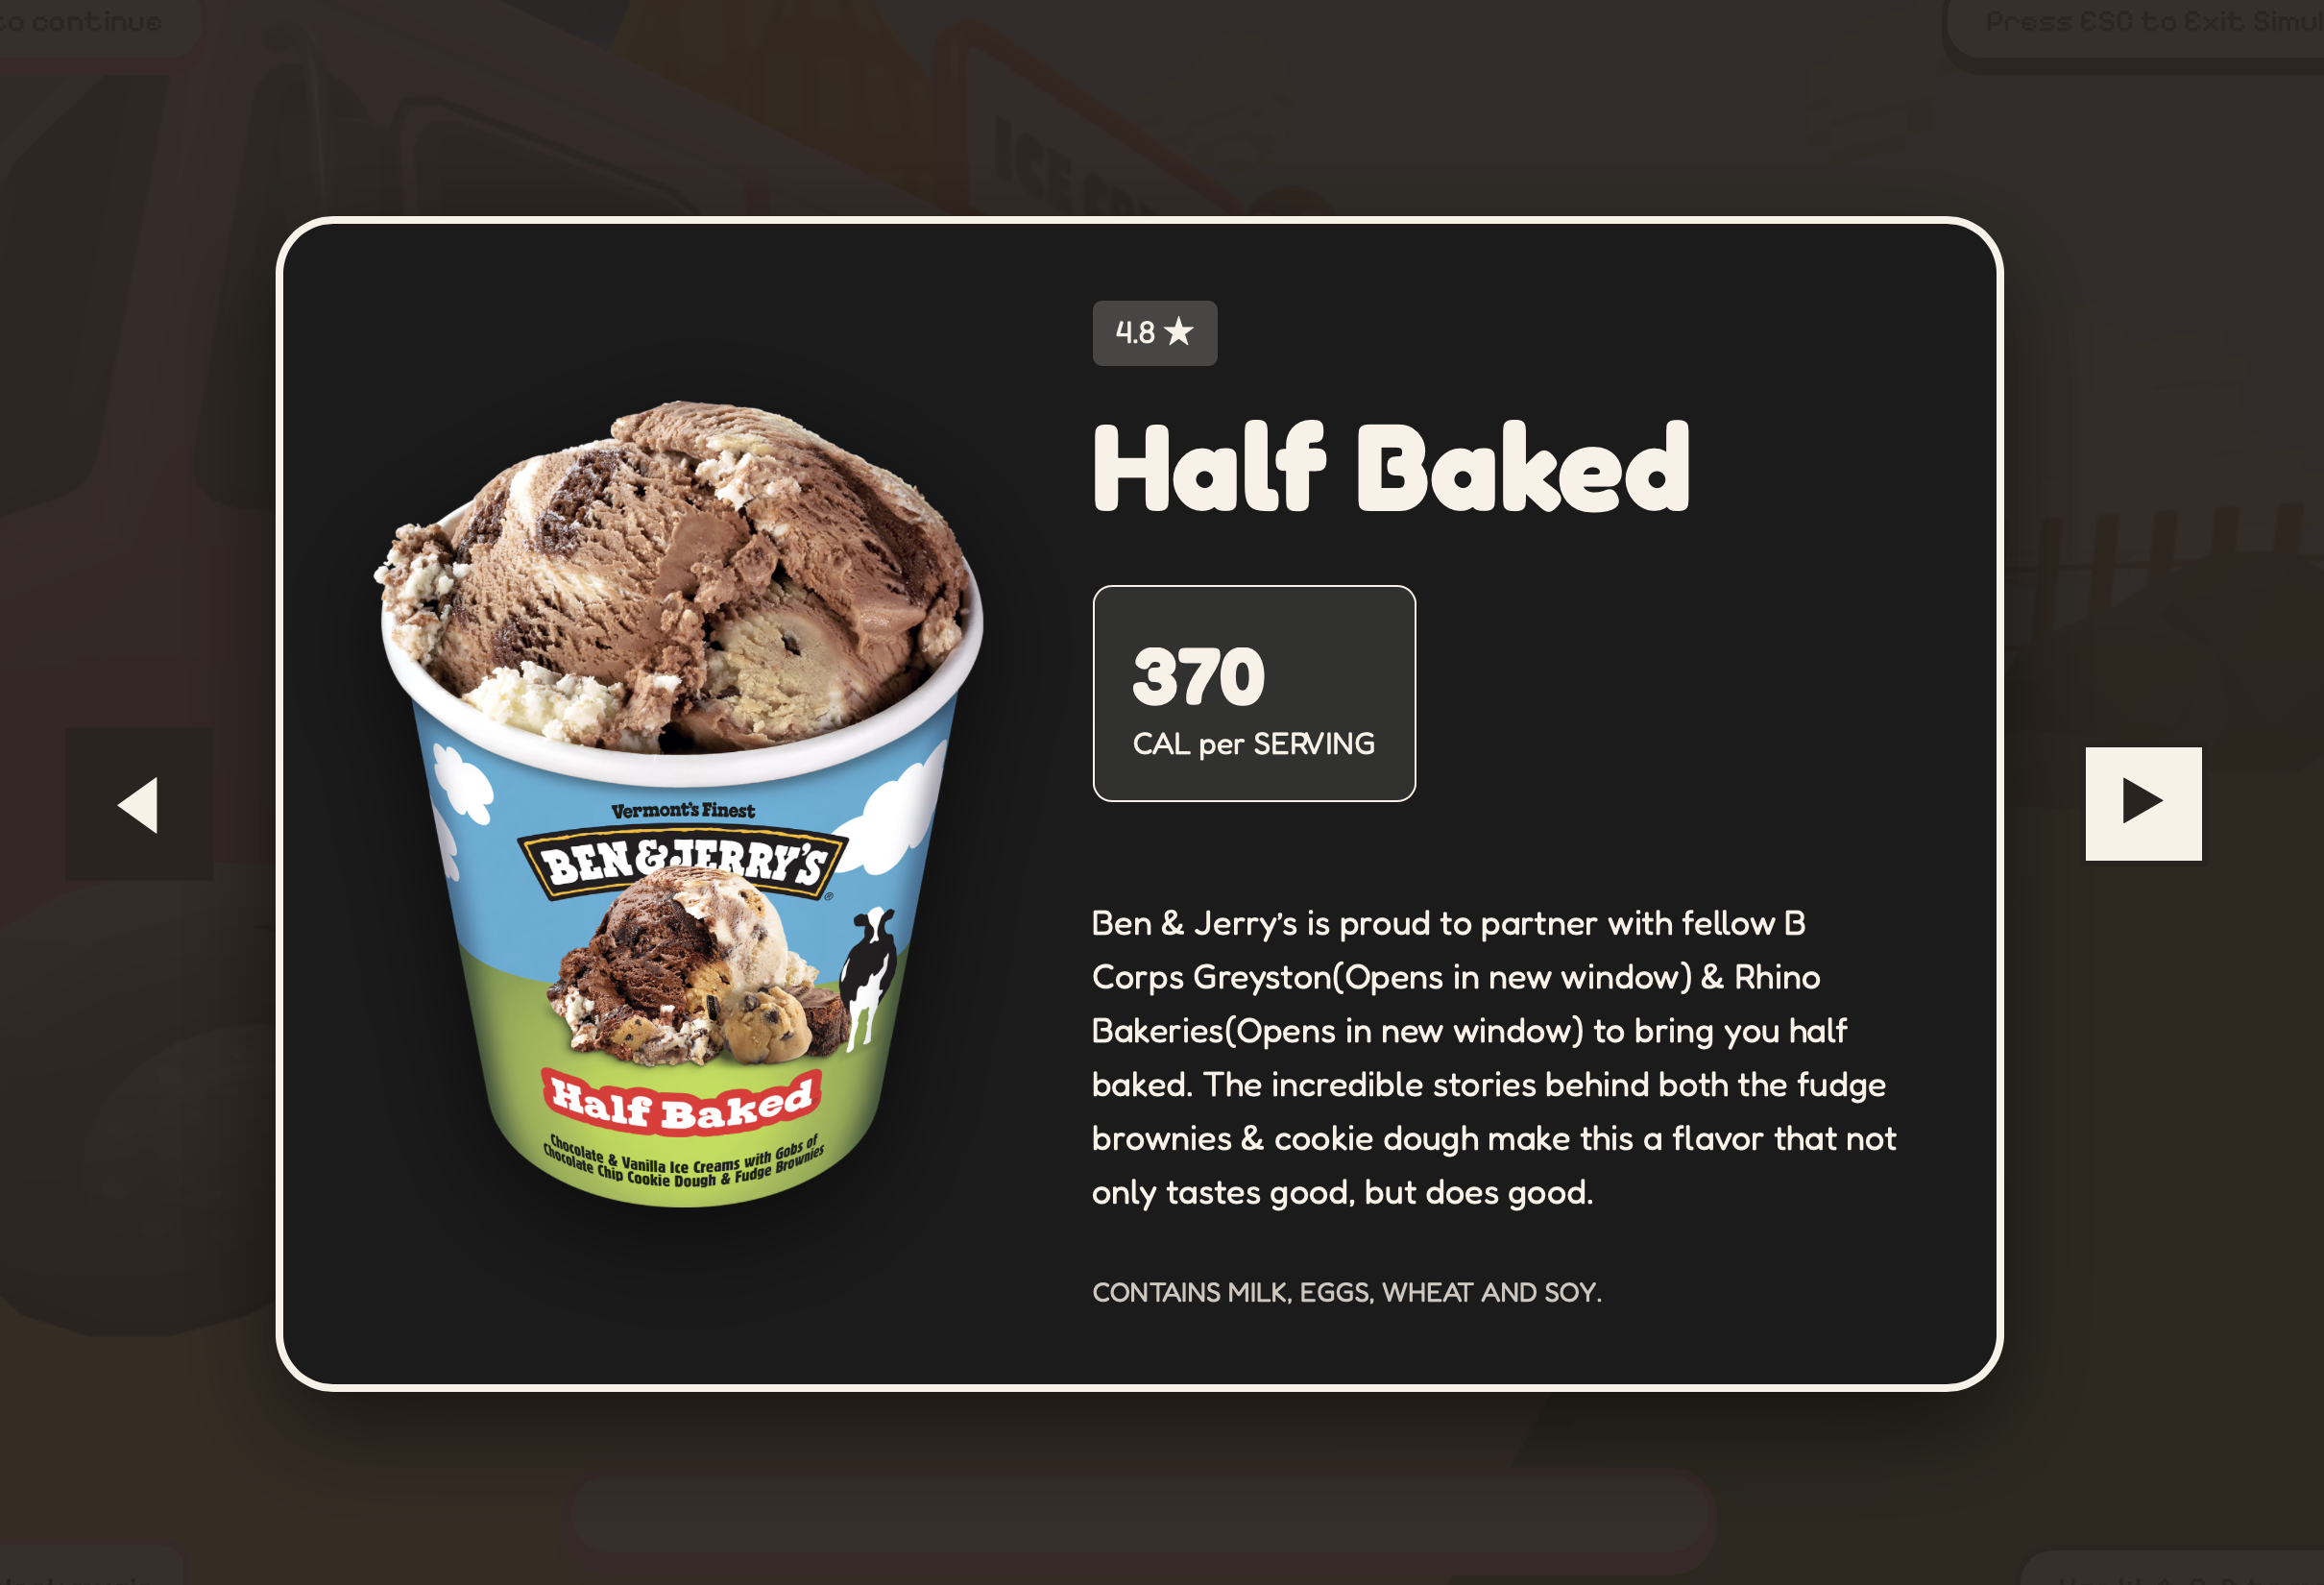 to continue
Press ESC to Exit Simul
ICE CRE
4.8 ★
Half Baked
370
CAL per SERVING
Vermont's Finest
BEN & JERRY'S®
Half Baked
Chocolate & Vanilla Ice Creams with Gobs of
Chocolate Chip Cookie Dough & Fudge Brownies
Ben & Jerry's is proud to partner with fellow B
Corps Greyston(Opens in new window) & Rhino
Bakeries(Opens in new window) to bring you half
baked. The incredible stories behind both the fudge
brownies & cookie dough make this a flavor that not
only tastes good, but does good.
CONTAINS MILK, EGGS, WHEAT AND SOY.